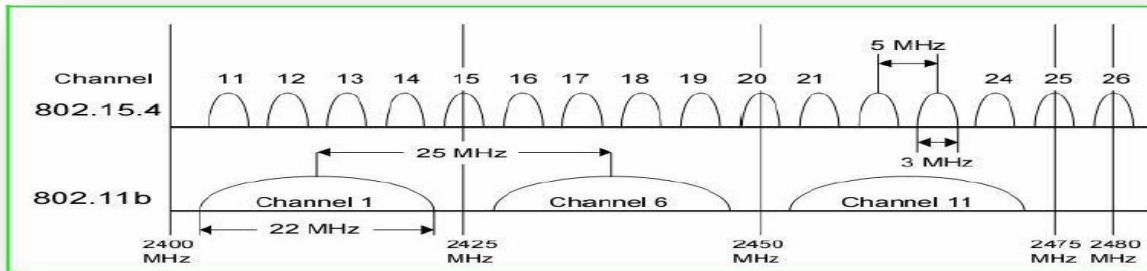 5 MHz
Channel 11 12 13 14 15 16 17 18 19 20 21 24 25 26
802.15.4
25 MHz
3 MHz
802.11b Channel 1 Channel 6 Channel 11
22 MHz
2400 2425 2450 2475 2480
MHz MHz MHz MHz MHz